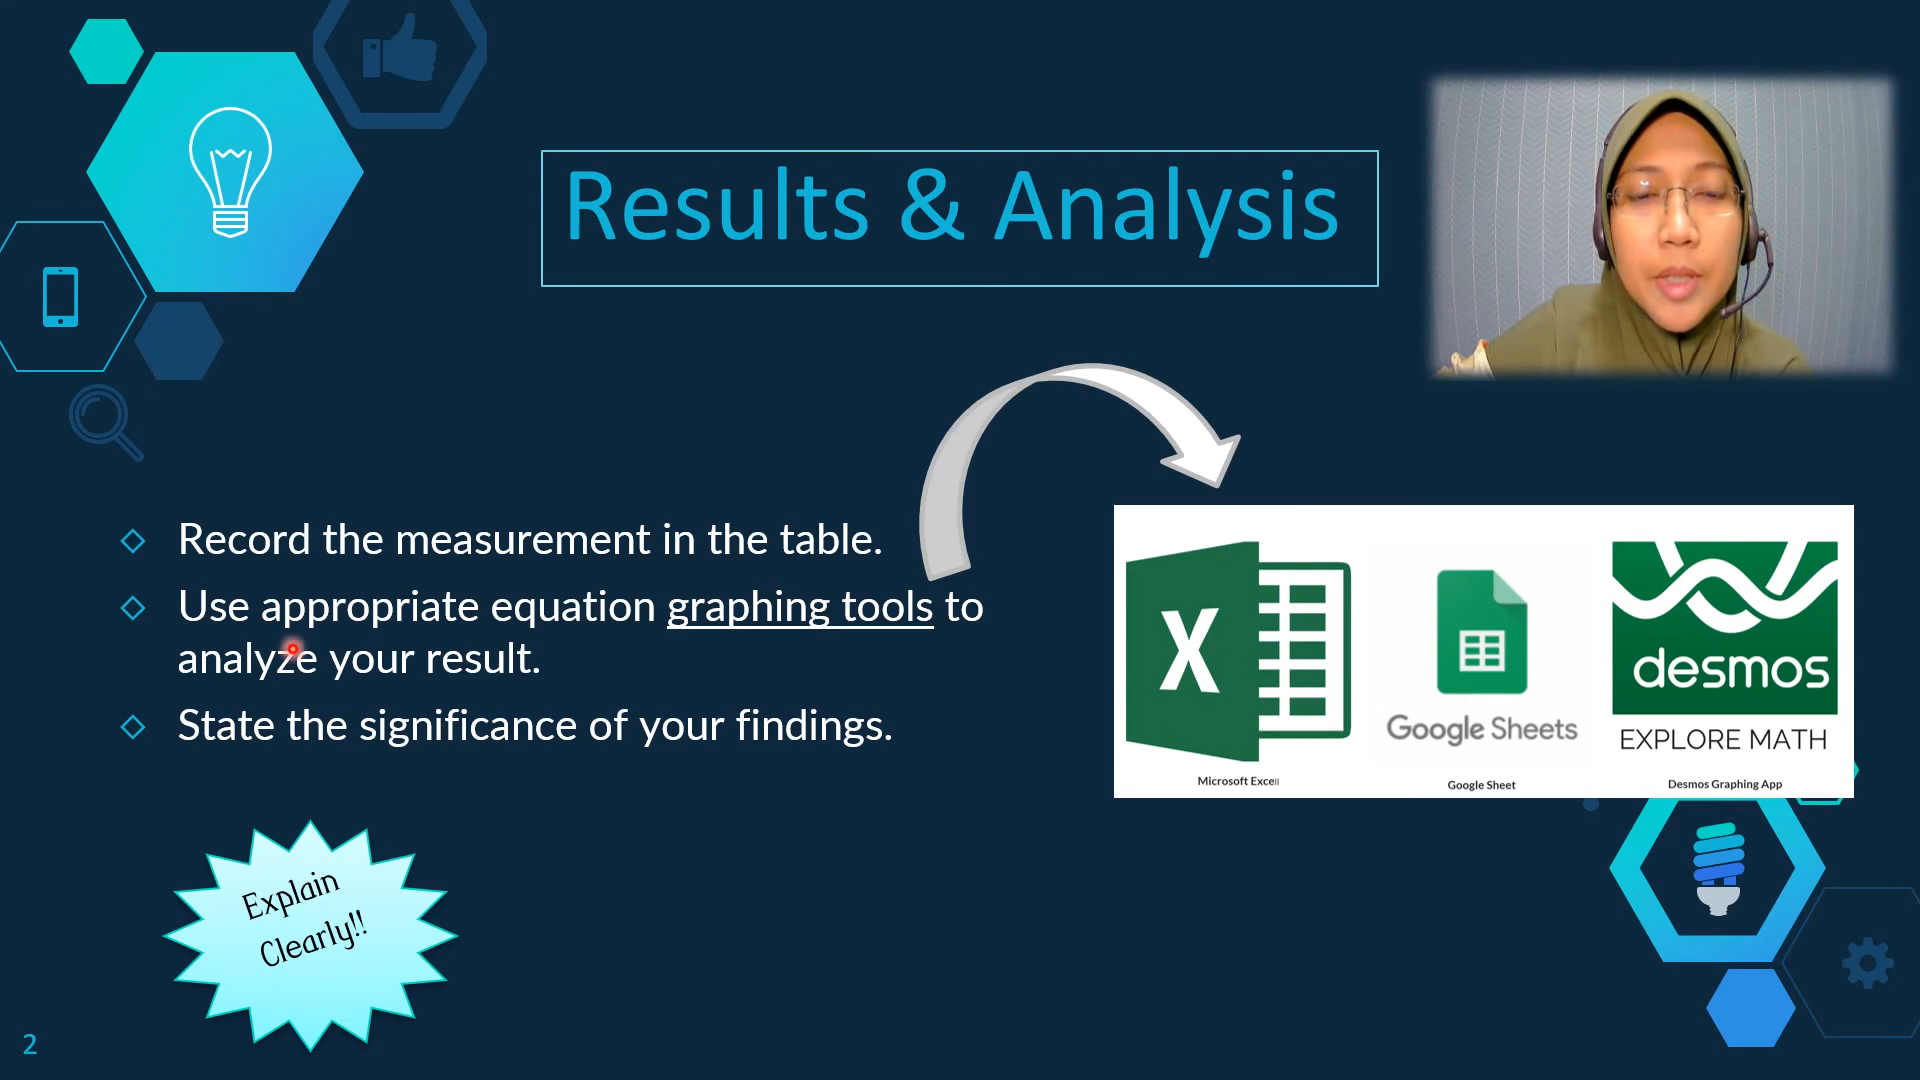 Results & Analysis
Record the measurement in the table.
Use appropriate equation graphing tools to
analyze your result.
State the significance of your findings.
X
Google Sheets
desmos
EXPLORE MATH
Microsoft Excell
Google Sheet
Desmos Graphing App
Explain
Clearly!!
2